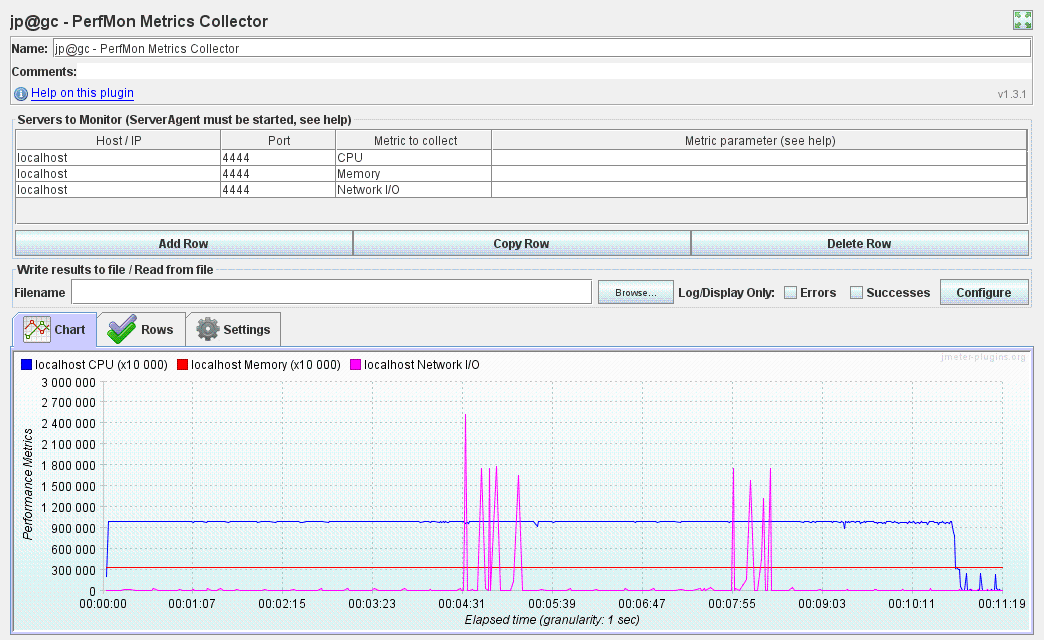 jp@gc - PerfMon Metrics Collector
Name: jp@gc - PerfMon Metrics Collector
Comments:
Help on this plugin
v1.3.1
Servers to Monitor (ServerAgent must be started, see help)
Host / IP Port Metric to collect Metric parameter (see help)
localhost 4444 CPU
localhost 4444 Memory
localhost 4444 Network I/O
Add Row Copy Row Delete Row
Write results to file / Read from file
Filename Browse... Log/Display Only: Errors Successes Configure
Chart Rows Settings
jmeter-plugins.org
localhost CPU (x10 000) localhost Memory (x10 000) localhost Network I/O
Performance Metrics
3 000 000
2 700 000
2 400 000
2 100 000
1 800 000
1 500 000
1 200 000
900 000
600 000
300 000
0
00:00:00 00:01:07 00:02:15 00:03:23 00:04:31 00:05:39 00:06:47 00:07:55 00:09:03 00:10:11 00:11:19
Elapsed time (granularity: 1 sec)